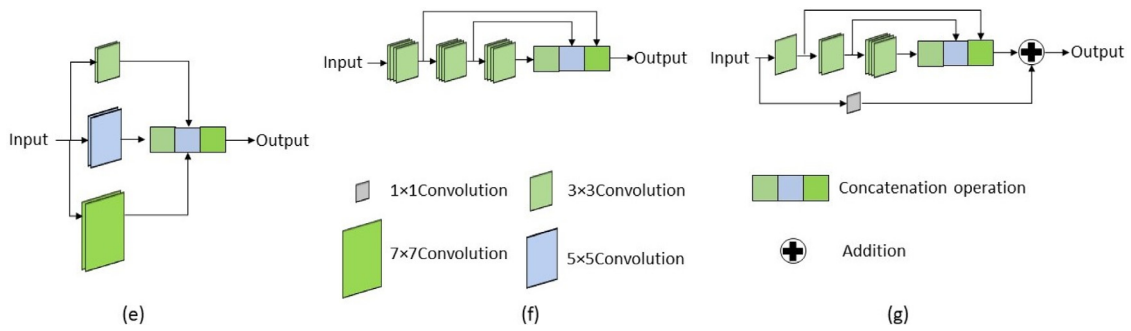 Input
Output
(e)
Input
Output
(f)
Input
Output
(g)
1×1Convolution
3×3Convolution
Concatenation operation
7×7Convolution
5×5Convolution
Addition